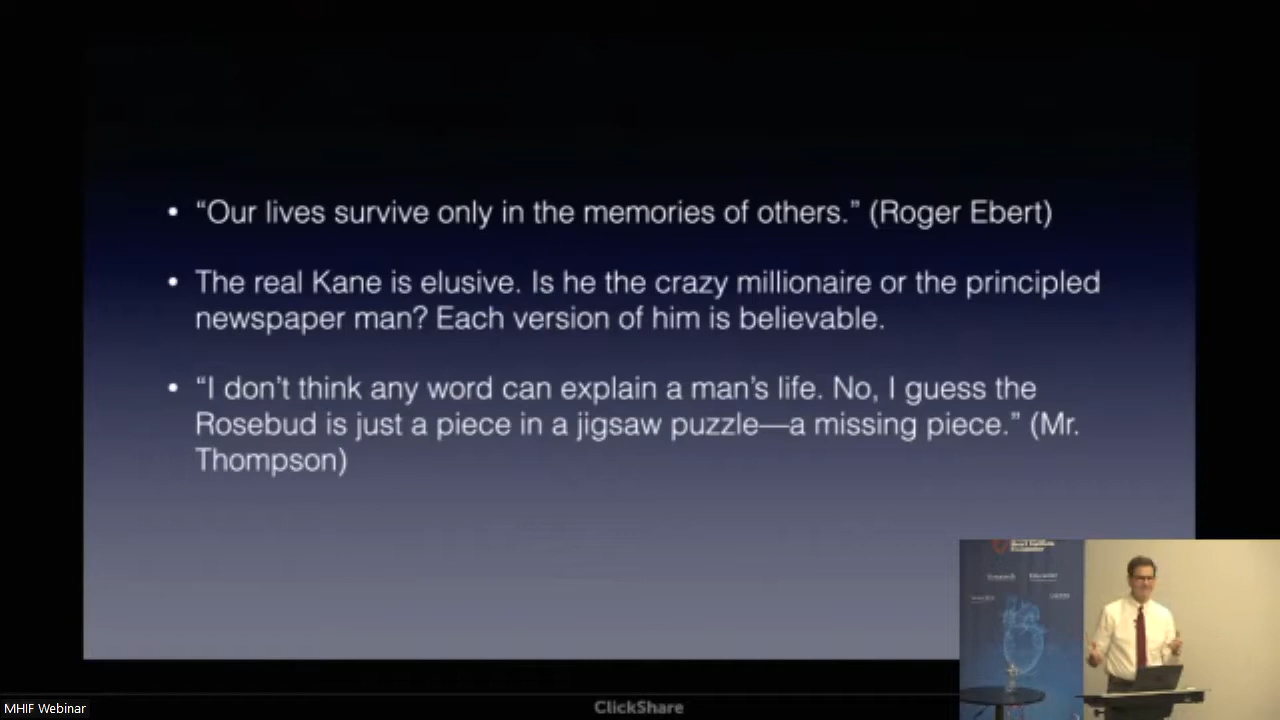 • “Our lives survive only in the memories of others.” (Roger Ebert)
• The real Kane is elusive. Is he the crazy millionaire or the principled
newspaper man? Each version of him is believable.
• “I don’t think any word can explain a man’s life. No, I guess the
Rosebud is just a piece in a jigsaw puzzle—a missing piece.” (Mr.
Thompson)
MHIF Webinar
ClickShare